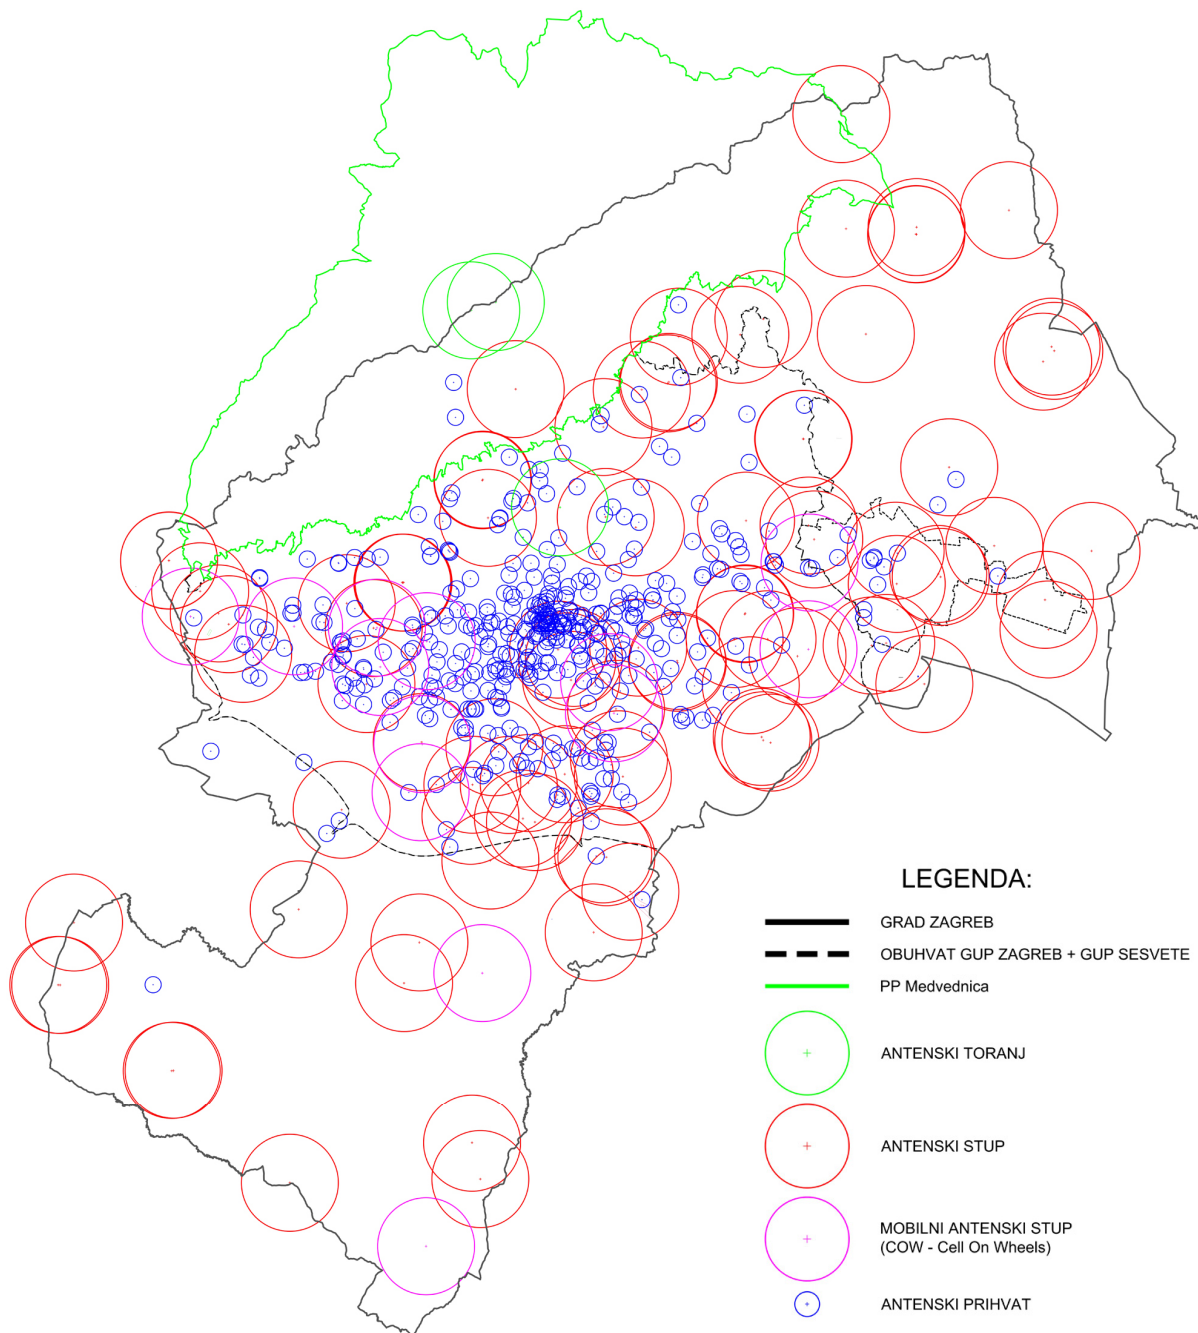 LEGENDA:
GRAD ZAGREB
OBUHVAT GUP ZAGREB + GUP SESVETE
PP Medvednica
ANTENSKI TORANJ
ANTENSKI STUP
MOBILNI ANTENSKI STUP
(COW - Cell On Wheels)
ANTENSKI PRIHVAT